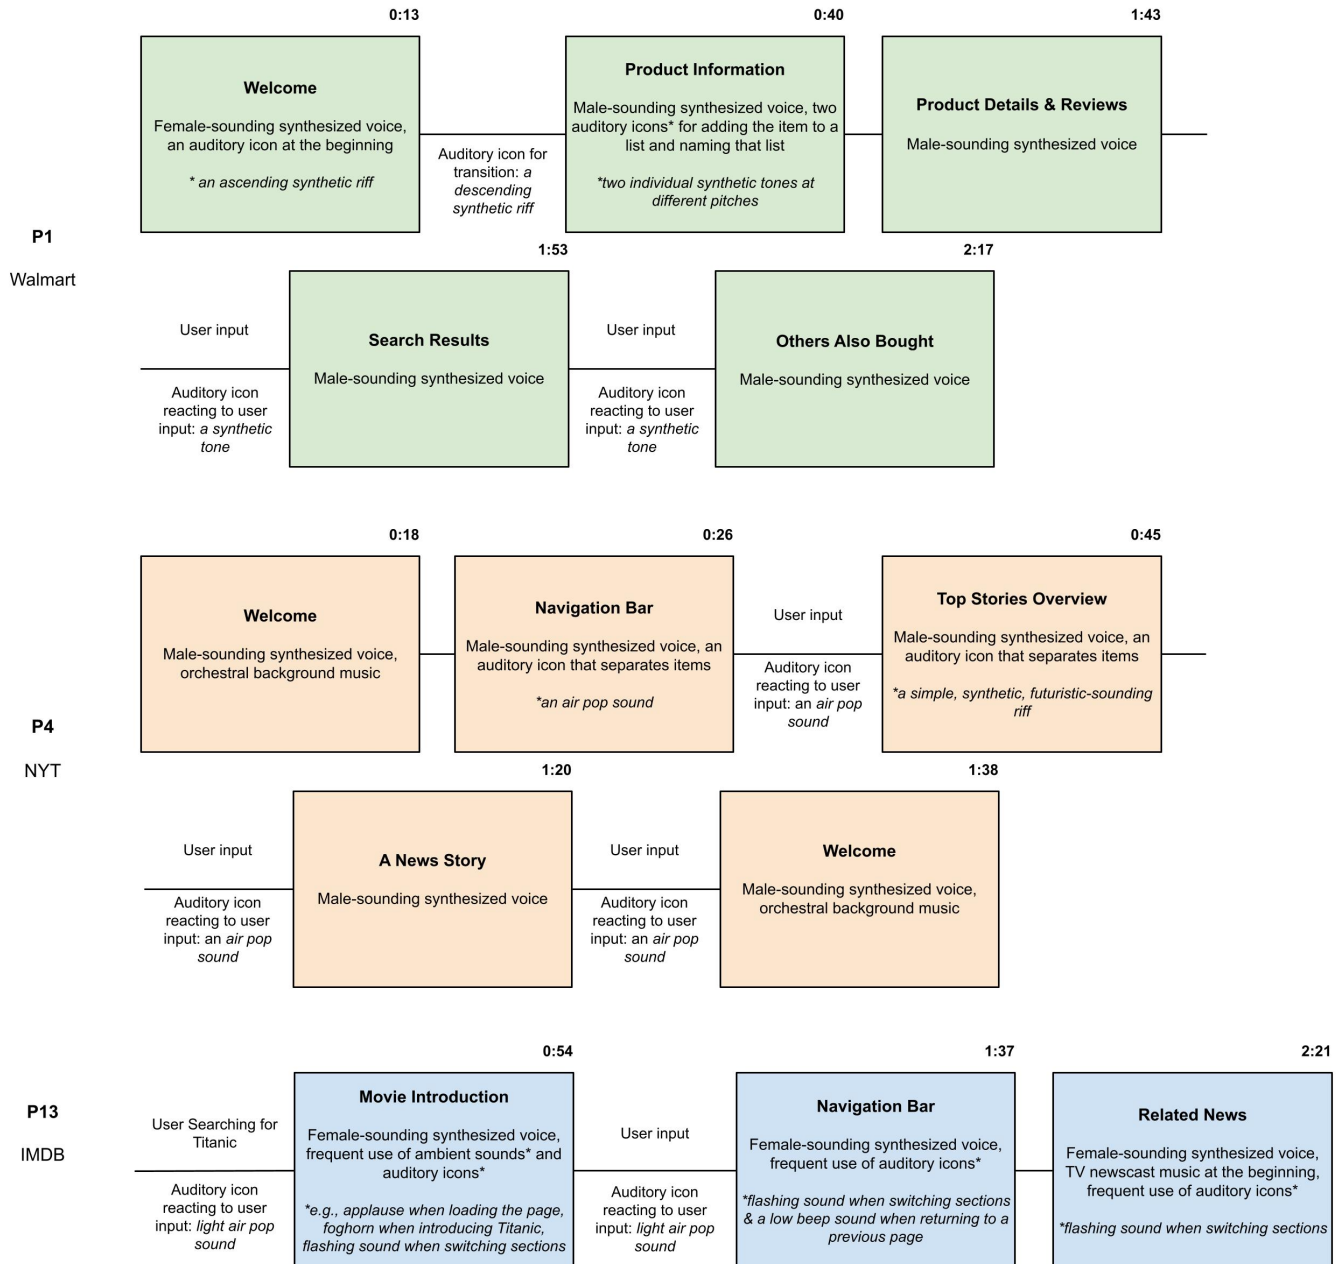 0:13
0:40
1:43
Welcome
Female-sounding synthesized voice,
an auditory icon at the beginning
* an ascending synthetic riff
Auditory icon for
transition: a
descending
synthetic riff
Product Information
Male-sounding synthesized voice, two
auditory icons* for adding the item to a
list and naming that list
*two individual synthetic tones at
different pitches
Product Details & Reviews
Male-sounding synthesized voice
P1
Walmart
1:53
2:17
User input
Auditory icon
reacting to user
input: a synthetic
tone
Search Results
Male-sounding synthesized voice
User input
Auditory icon
reacting to user
input: a synthetic
tone
Others Also Bought
Male-sounding synthesized voice
0:18
0:26
0:45
Welcome
Male-sounding synthesized voice,
orchestral background music
Navigation Bar
Male-sounding synthesized voice, an
auditory icon that separates items
*an air pop sound
User input
Auditory icon
reacting to user
input: an air pop
sound
Top Stories Overview
Male-sounding synthesized voice, an
auditory icon that separates items
*a simple, synthetic, futuristic-sounding
riff
P4
NYT
1:20
1:38
User input
Auditory icon
reacting to user
input: an air pop
sound
A News Story
Male-sounding synthesized voice
User input
Auditory icon
reacting to user
input: an air pop
sound
Welcome
Male-sounding synthesized voice,
orchestral background music
0:54
1:37
2:21
P13
IMDB
User Searching for
Titanic
Auditory icon
reacting to user
input: light air pop
sound
Movie Introduction
Female-sounding synthesized voice,
frequent use of ambient sounds* and
auditory icons*
*e.g., applause when loading the page,
foghorn when introducing Titanic,
flashing sound when switching sections
User input
Auditory icon
reacting to user
input: light air pop
sound
Navigation Bar
Female-sounding synthesized voice,
frequent use of auditory icons*
*flashing sound when switching sections
& a low beep sound when returning to a
previous page
Related News
Female-sounding synthesized voice,
TV newscast music at the beginning,
frequent use of auditory icons*
*flashing sound when switching sections